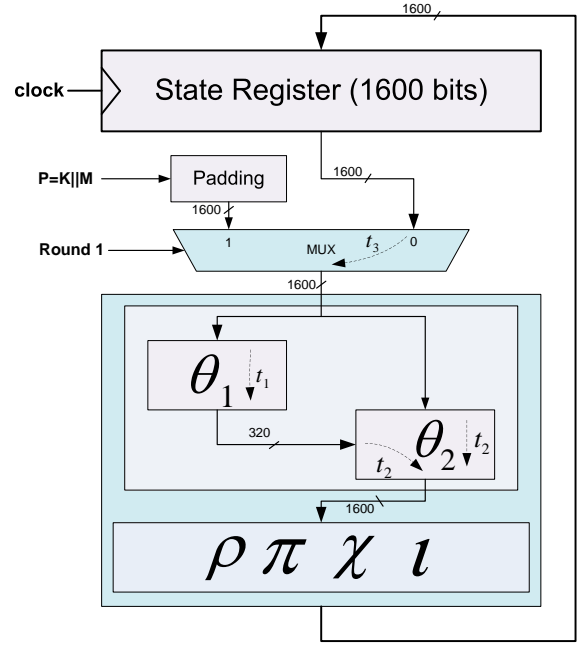 1600
clock
State Register (1600 bits)
1600
P=K||M
Padding
1600
Round 1
1
MUX
t₃
0
1600
θ₁
t₁
320
θ₂
t₂
t₂
1600
ρ π χ ι